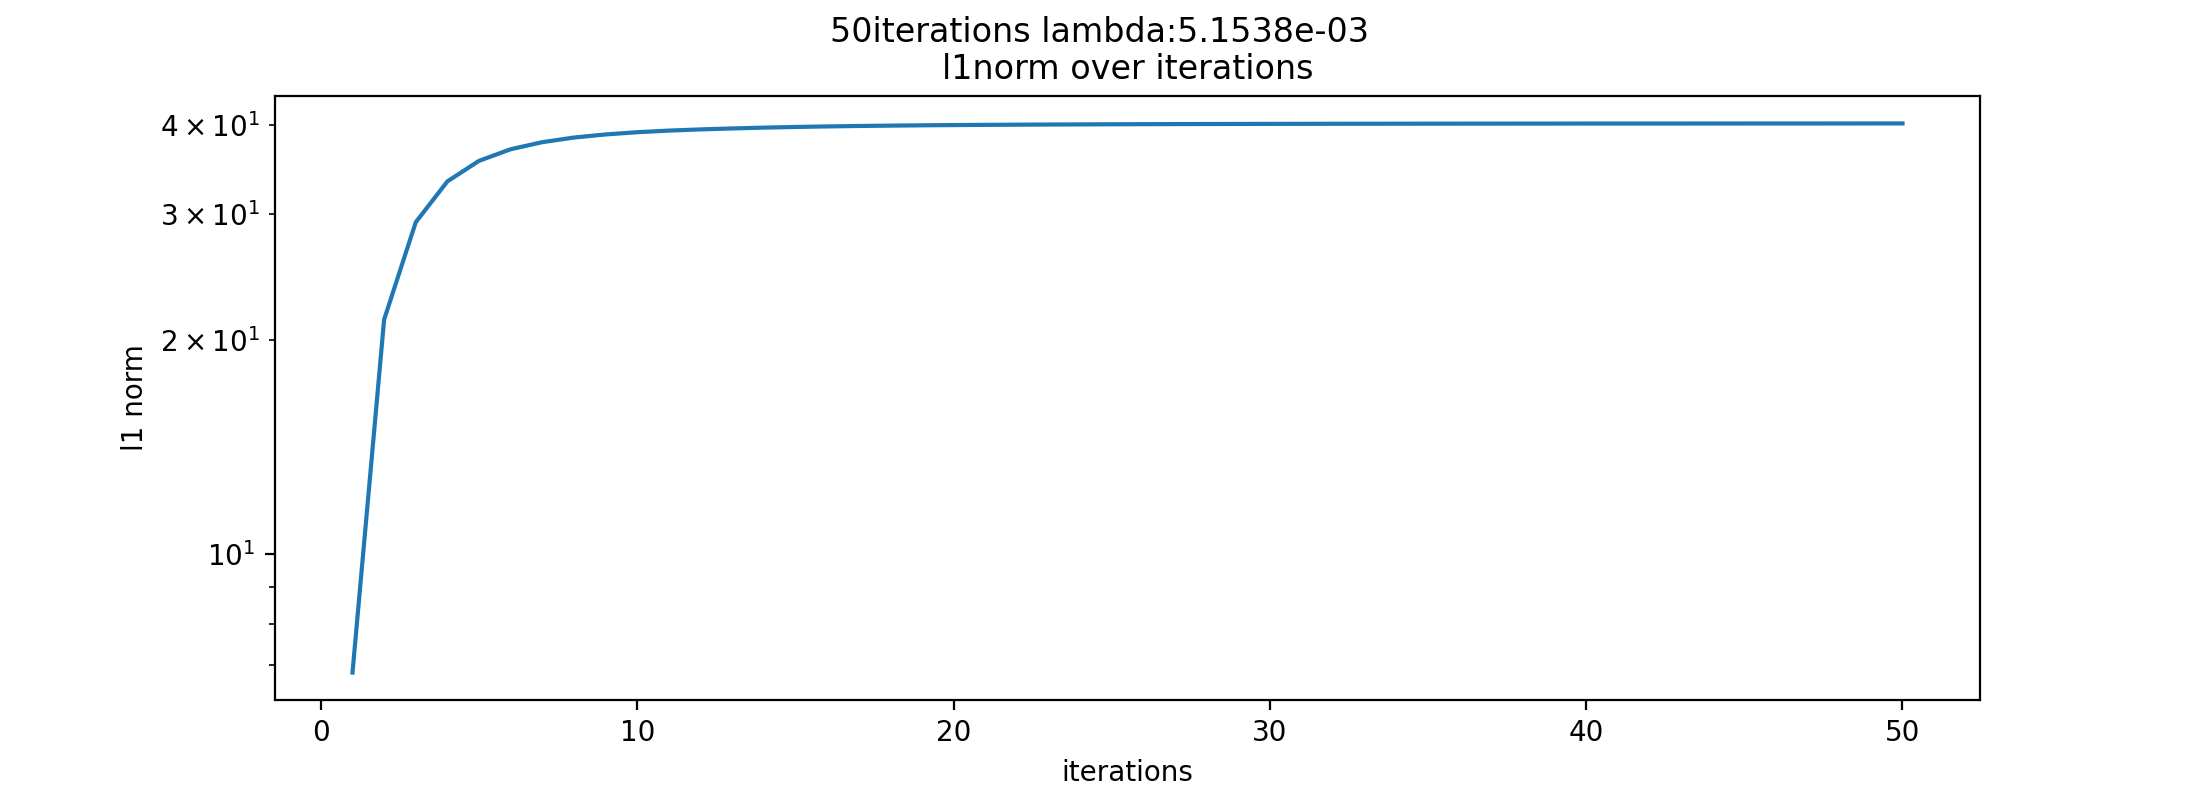 50iterations lambda:5.1538e-03
l1norm over iterations
4 × 10¹
3 × 10¹
2 × 10¹
10¹
l1 norm
0 10 20 30 40 50
iterations